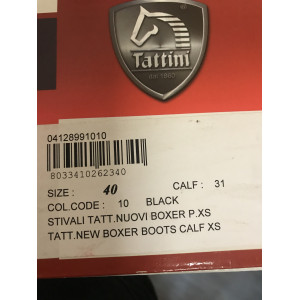 Tattini
04128991010
8033410262340
SIZE : 40 CALF : 31
COL.CODE : 10 BLACK
STIVALI TATT.NUOVI BOXER P.XS
TATT.NEW BOXER BOOTS CALF XS